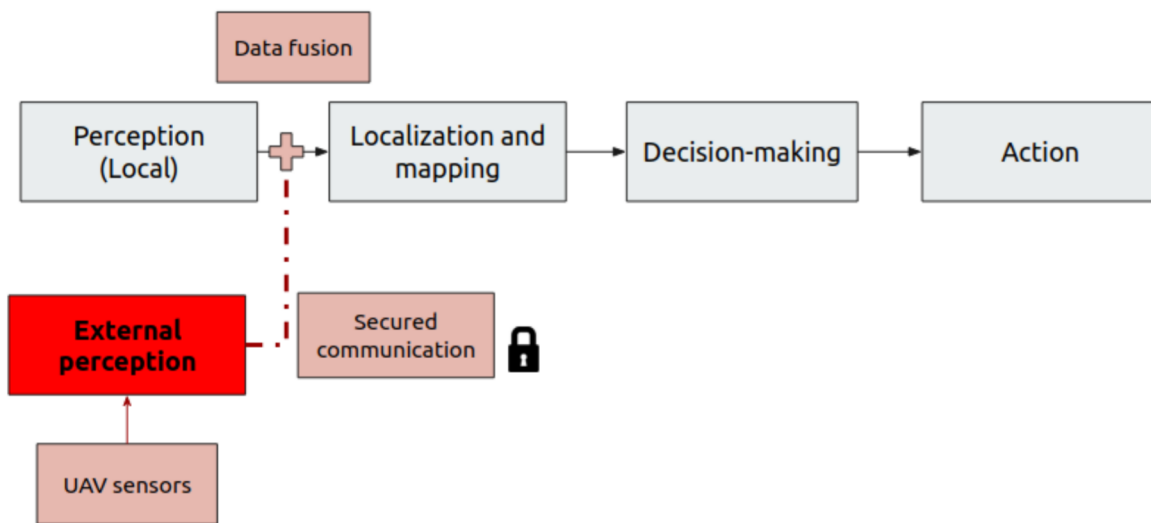 Data fusion
Perception
(Local)
Localization and
mapping
Decision-making
Action
External
perception
Secured
communication
UAV sensors